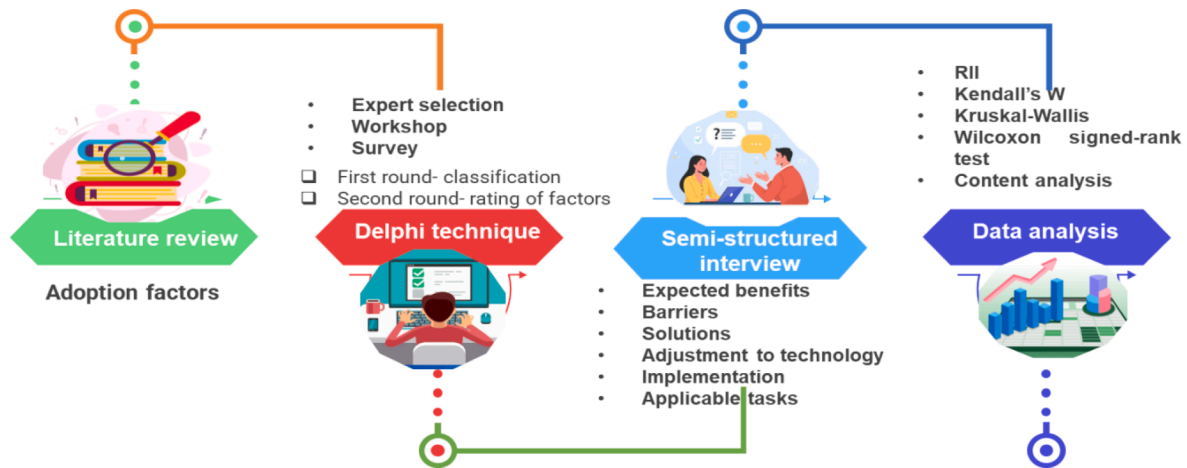 Literature review
Adoption factors
• Expert selection
• Workshop
• Survey
❑ First round- classification
❑ Second round- rating of factors
Delphi technique
?
Semi-structured
interview
• Expected benefits
• Barriers
• Solutions
• Adjustment to technology
• Implementation
• Applicable tasks
• RII
• Kendall's W
• Kruskal-Wallis
• Wilcoxon signed-rank
test
• Content analysis
Data analysis